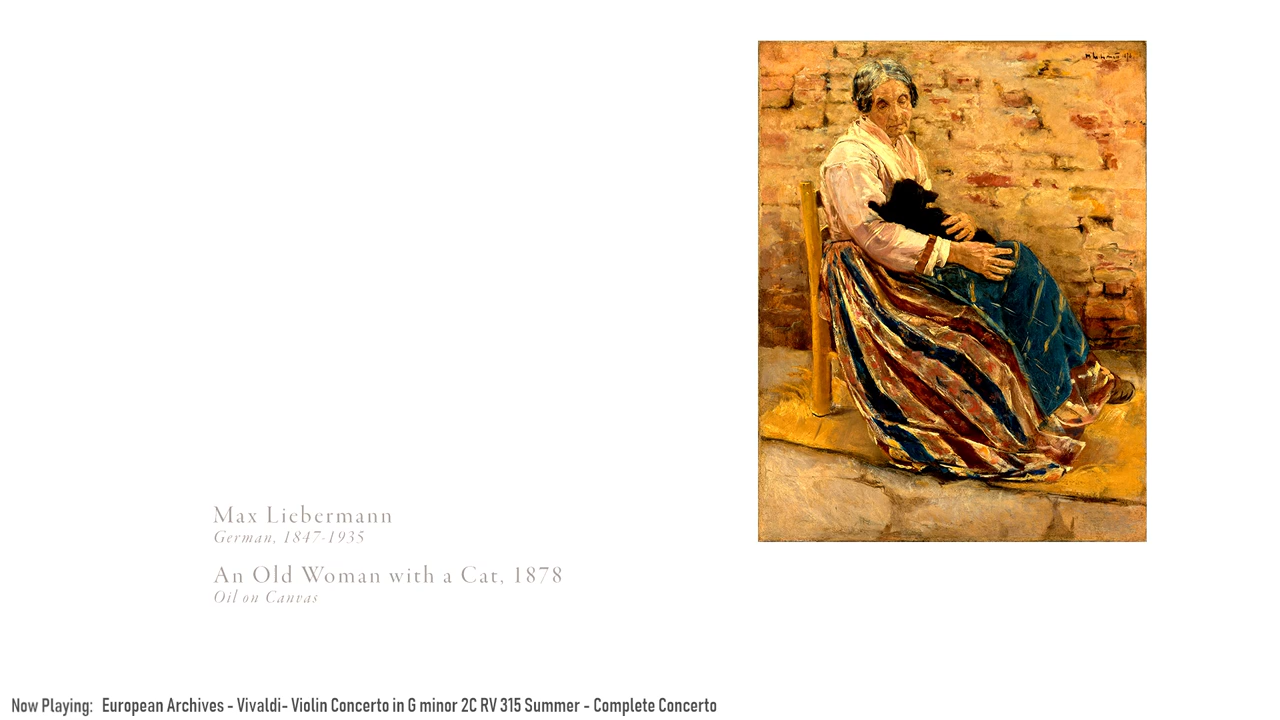 Max Liebermann
German, 1847-1935
An Old Woman with a Cat, 1878
Oil on Canvas
Now Playing: European Archives - Vivaldi- Violin Concerto in G minor 2C RV 315 Summer - Complete Concerto